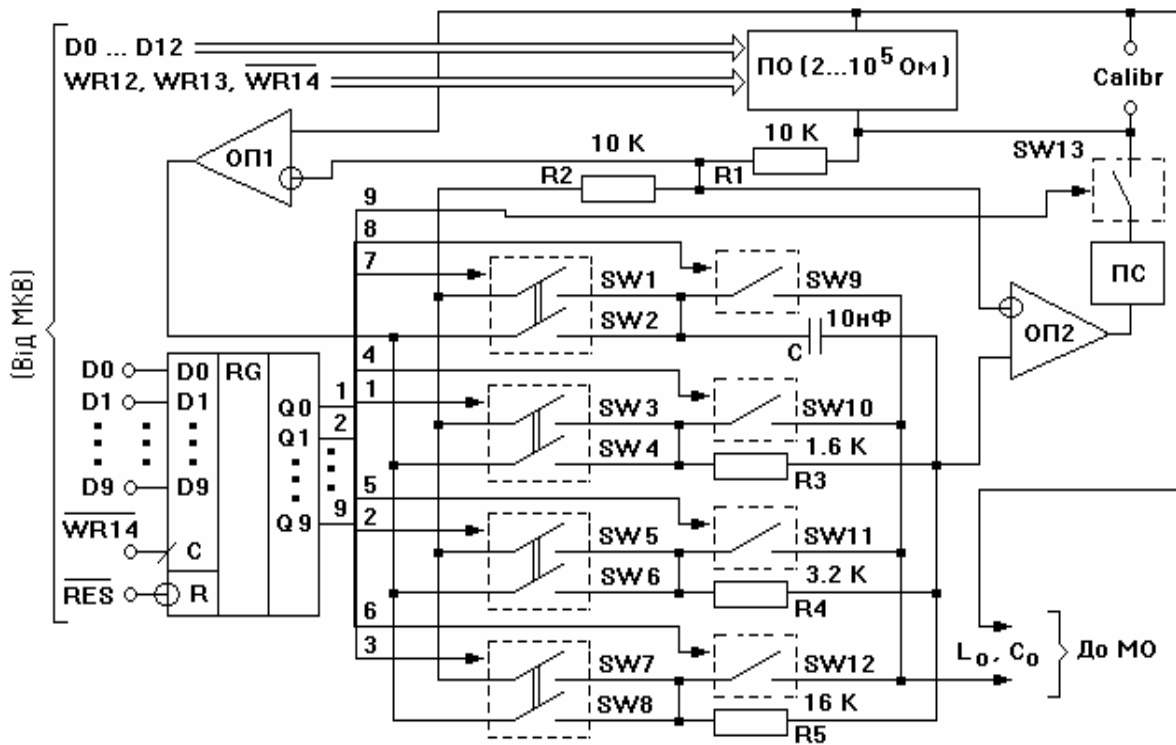 D0 ... D12
WR12, WR13, WR14
ПО (2...10⁵ Ом)
Calibr
10 К
10 К
ОП1
R2
R1
SW13
9
8
7
SW1
SW9
ПС
SW2
10нФ
C
ОП2
(Від МКВ)
D0
D0
RG
D1
D1
D9
D9
WR14
C
RES
R
Q0
1
Q1
2
Q9
9
4
1
SW3
SW10
SW4
1.6 К
R3
5
2
SW5
SW11
SW6
3.2 К
R4
6
3
SW7
SW12
SW8
16 К
R5
L₀, C₀
До МО